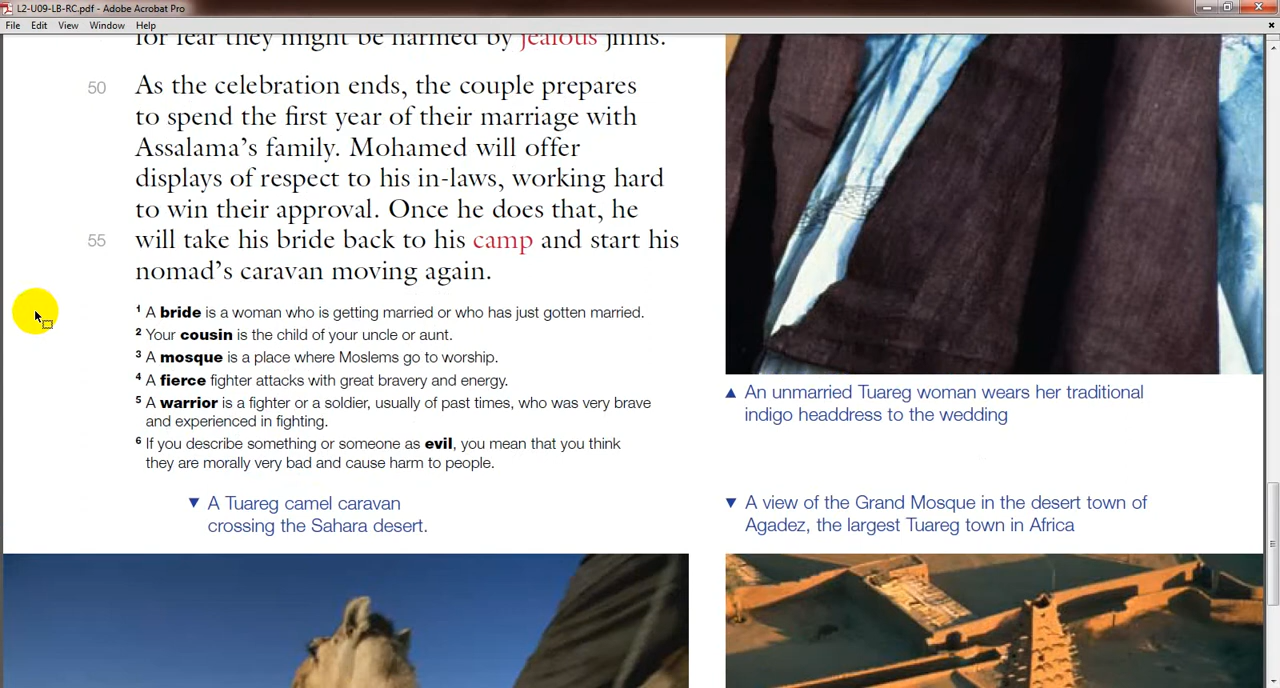 L2-U09-LB-RC.pdf - Adobe Acrobat Pro
File Edit View Window Help
for fear they might be harmed by jealous jinns.
50 As the celebration ends, the couple prepares
to spend the first year of their marriage with
Assalama's family. Mohamed will offer
displays of respect to his in-laws, working hard
to win their approval. Once he does that, he
55 will take his bride back to his camp and start his
nomad's caravan moving again.
1 A bride is a woman who is getting married or who has just gotten married.
2 Your cousin is the child of your uncle or aunt.
3 A mosque is a place where Moslems go to worship.
4 A fierce fighter attacks with great bravery and energy.
5 A warrior is a fighter or a soldier, usually of past times, who was very brave
and experienced in fighting.
6 If you describe something or someone as evil, you mean that you think
they are morally very bad and cause harm to people.
▼ A Tuareg camel caravan
crossing the Sahara desert.
▲ An unmarried Tuareg woman wears her traditional
indigo headdress to the wedding
▼ A view of the Grand Mosque in the desert town of
Agadez, the largest Tuareg town in Africa